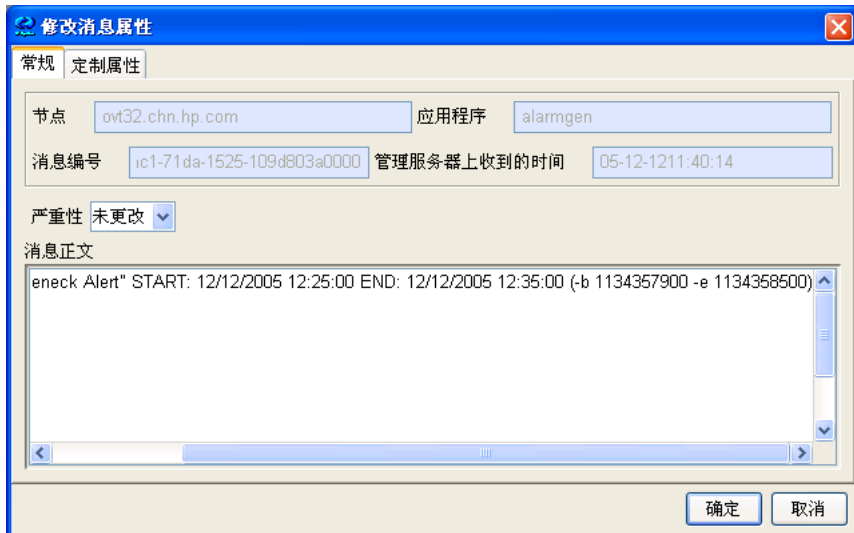 修改消息属性
常规 定制属性
节点 ovt32.chn.hp.com 应用程序 alarmgen
消息编号 1c1-71da-1525-109d803a0000 管理服务器上收到的时间 05-12-1211:40:14
严重性 未更改
消息正文
eneck Alert" START: 12/12/2005 12:25:00 END: 12/12/2005 12:35:00 (-b 1134357900 -e 1134358500)
确定 取消